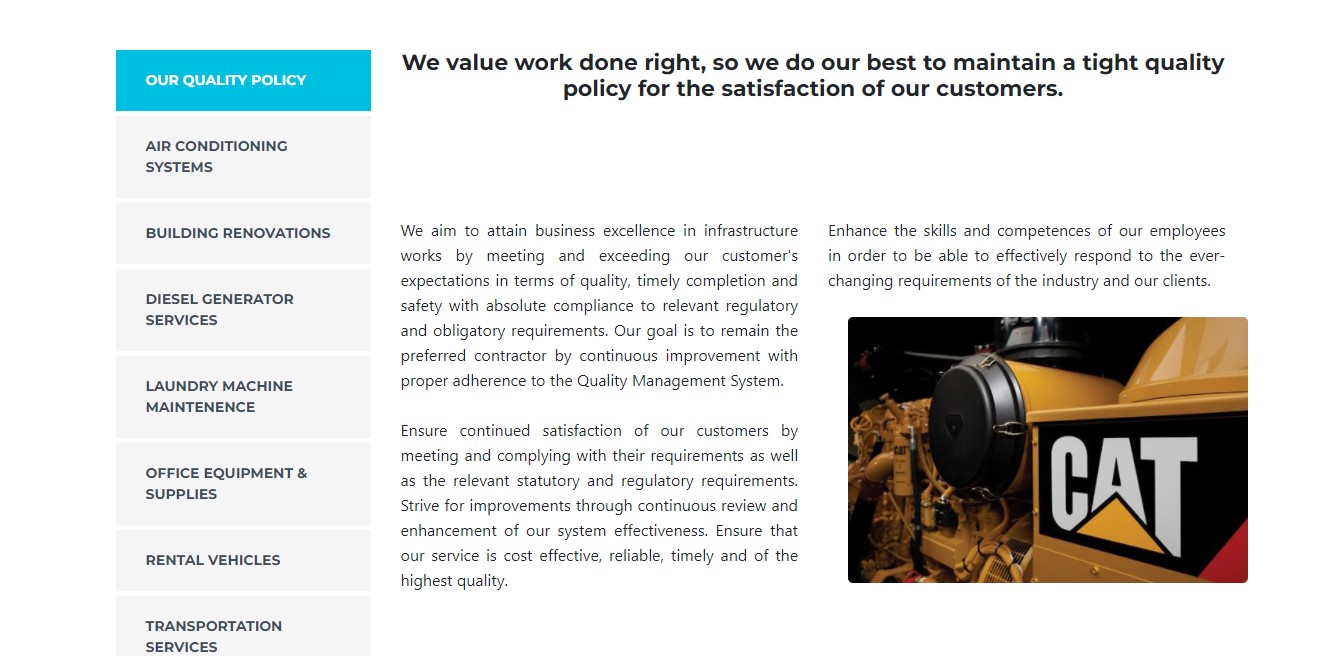 OUR QUALITY POLICY
AIR CONDITIONING
SYSTEMS
BUILDING RENOVATIONS
DIESEL GENERATOR
SERVICES
LAUNDRY MACHINE
MAINTENENCE
OFFICE EQUIPMENT &
SUPPLIES
RENTAL VEHICLES
TRANSPORTATION
SERVICES
We value work done right, so we do our best to maintain a tight quality
policy for the satisfaction of our customers.
We aim to attain business excellence in infrastructure
works by meeting and exceeding our customer's
expectations in terms of quality, timely completion and
safety with absolute compliance to relevant regulatory
and obligatory requirements. Our goal is to remain the
preferred contractor by continuous improvement with
proper adherence to the Quality Management System.
Ensure continued satisfaction of our customers by
meeting and complying with their requirements as well
as the relevant statutory and regulatory requirements.
Strive for improvements through continuous review and
enhancement of our system effectiveness. Ensure that
our service is cost effective, reliable, timely and of the
highest quality.
Enhance the skills and competences of our employees
in order to be able to effectively respond to the ever-
changing requirements of the industry and our clients.
CAT
CAT